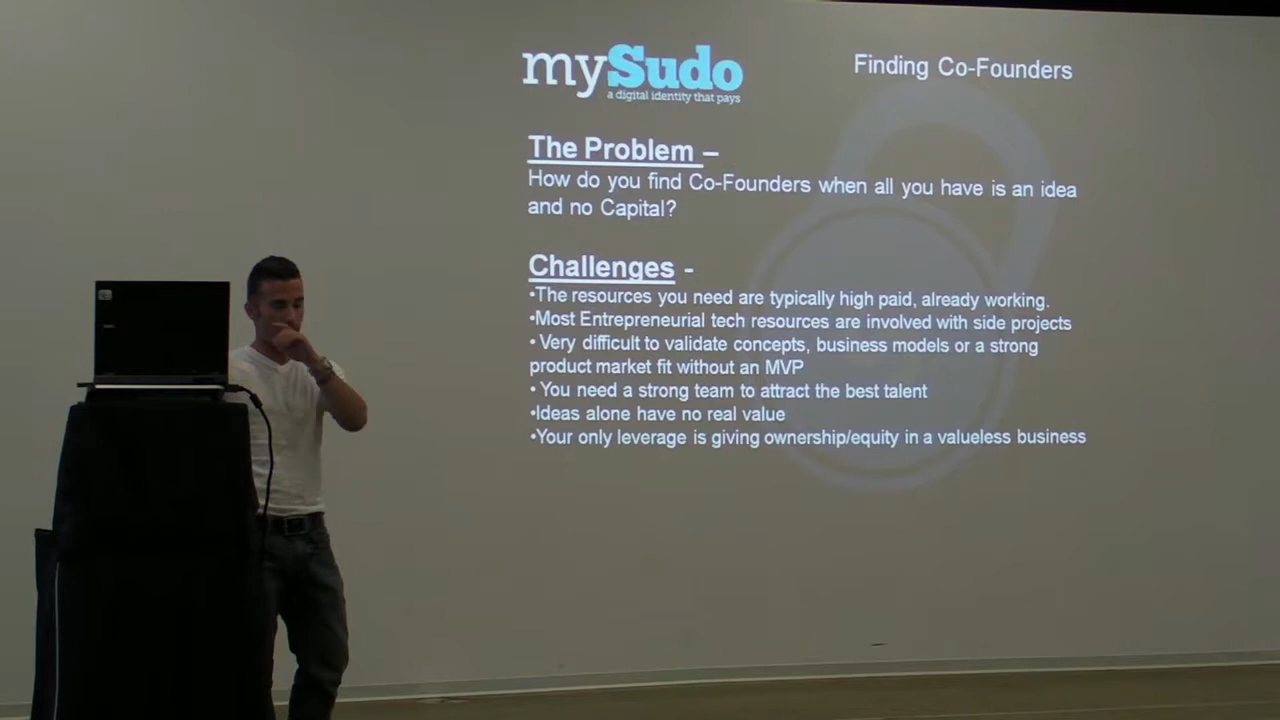 mySudo
a digital identity that pays
Finding Co-Founders
The Problem –
How do you find Co-Founders when all you have is an idea
and no Capital?
Challenges -
•The resources you need are typically high paid, already working.
•Most Entrepreneurial tech resources are involved with side projects
• Very difficult to validate concepts, business models or a strong
product market fit without an MVP
• You need a strong team to attract the best talent
•Ideas alone have no real value
•Your only leverage is giving ownership/equity in a valueless business